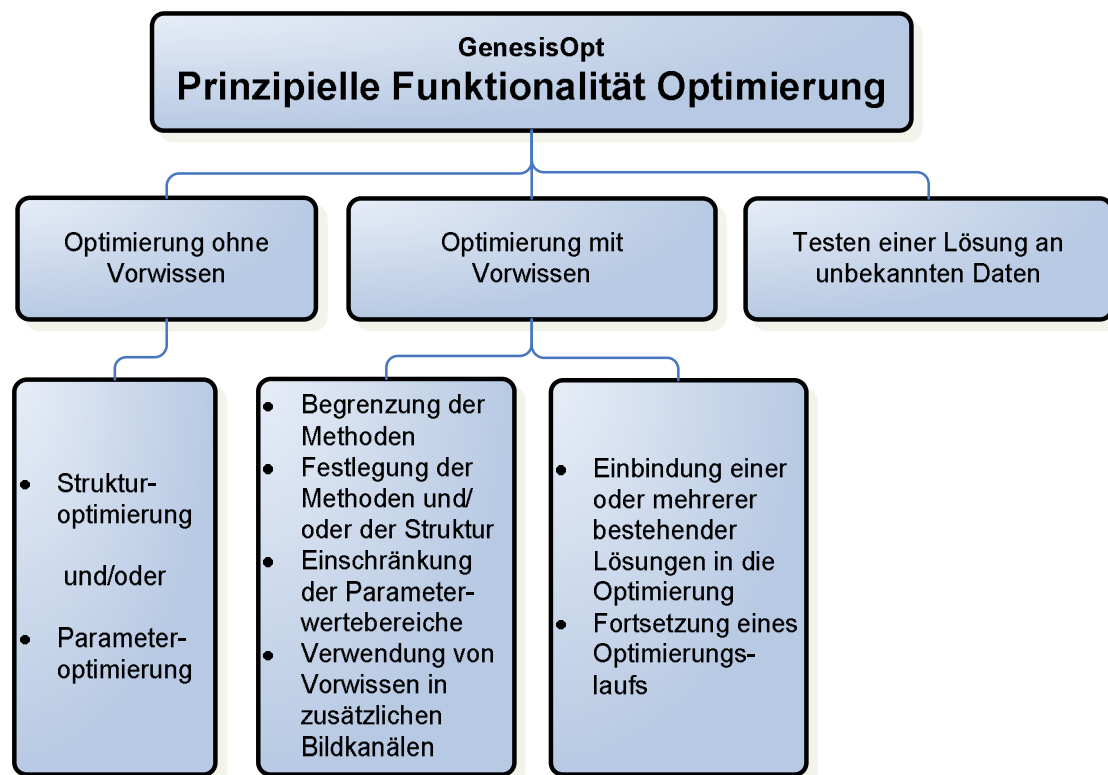 GenesisOpt
Prinzipielle Funktionalität Optimierung
Optimierung ohne
Vorwissen
Optimierung mit
Vorwissen
Testen einer Lösung an
unbekannten Daten
• Struktur-
optimierung
und/oder
• Parameter-
optimierung
• Begrenzung der
Methoden
• Festlegung der
Methoden und/
oder der Struktur
• Einschränkung
der Parameter-
wertebereiche
• Verwendung von
Vorwissen in
zusätzlichen
Bildkanälen
• Einbindung einer
oder mehrerer
bestehender
Lösungen in die
Optimierung
• Fortsetzung eines
Optimierungs-
laufs